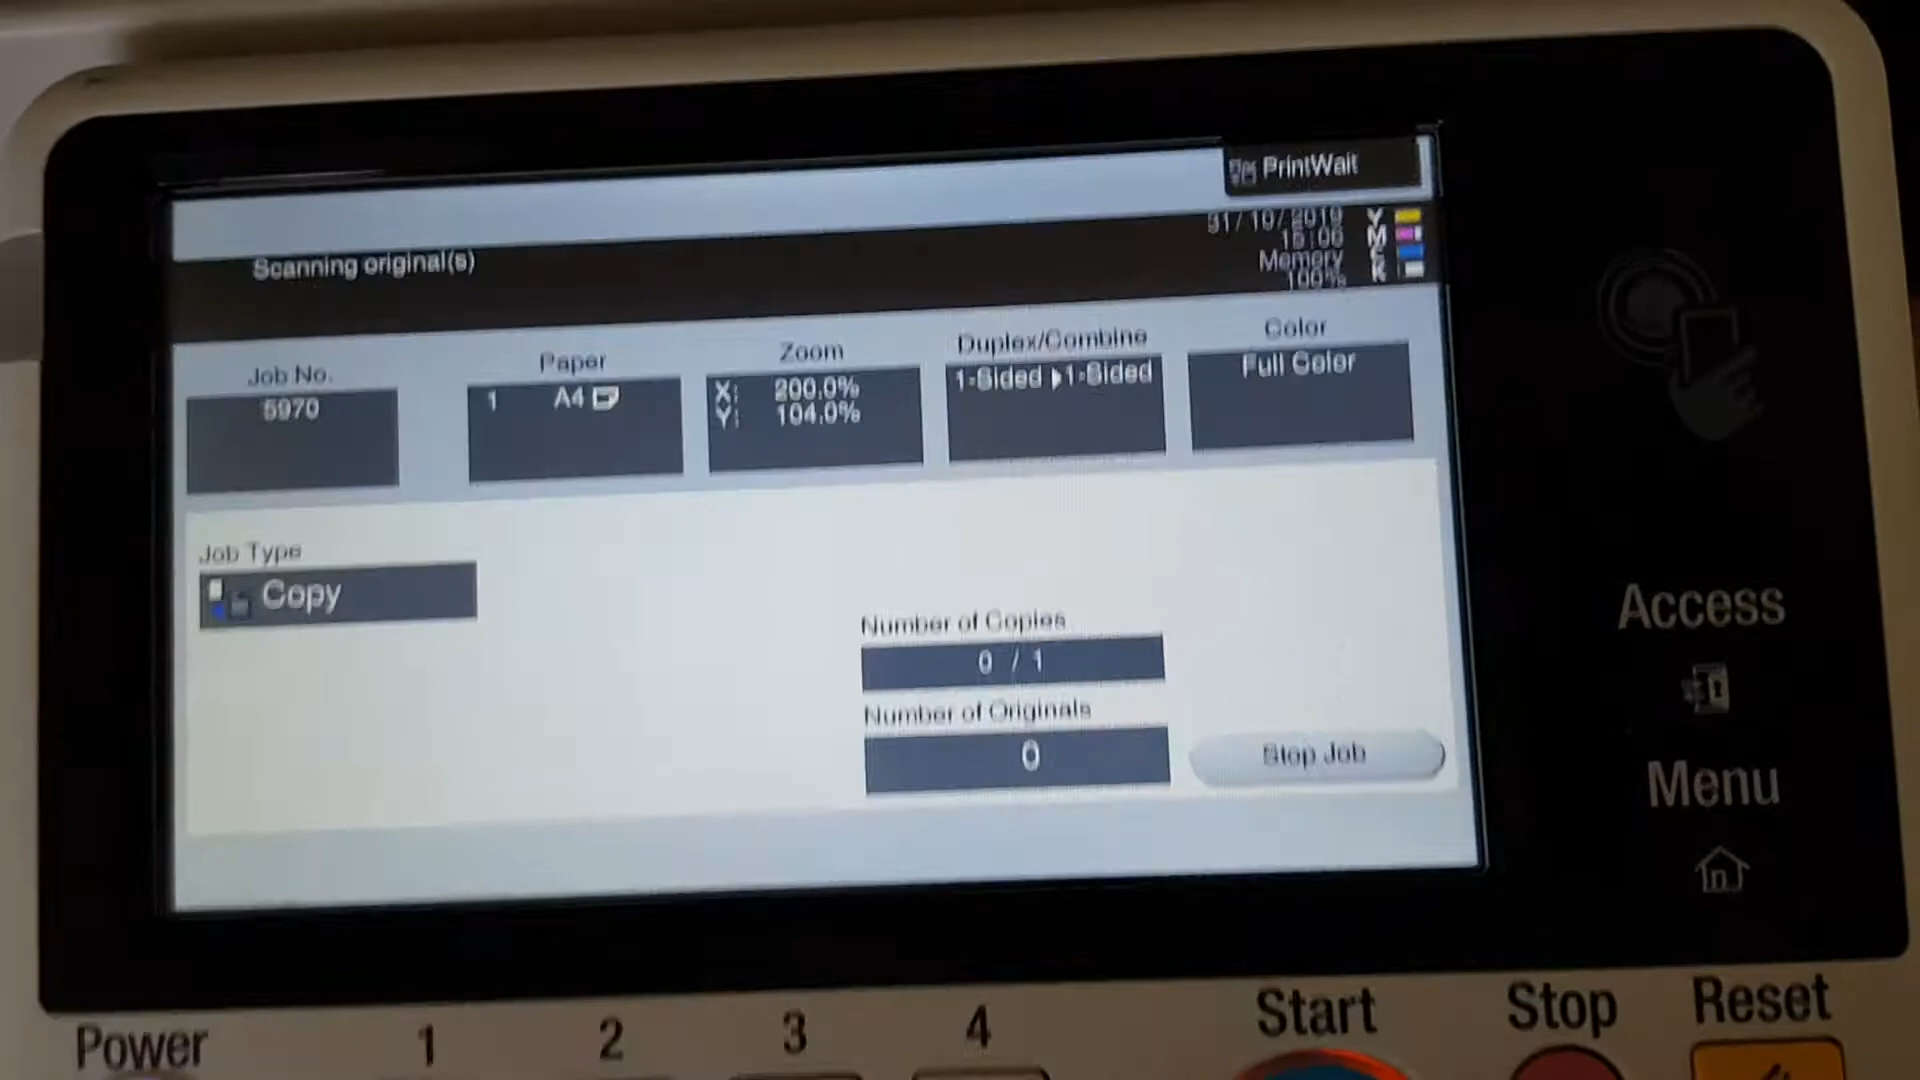 PrintWait
31/10/2019
15:06
Memory
100%
Y
M
C
K
Scanning original(s)
Job No.
5970
Paper
1 A4
Zoom
X: 200.0%
Y: 104.0%
Duplex/Combine
1-Sided ▶1-Sided
Color
Full Color
Job Type
Copy
Number of Copies
0 / 1
Number of Originals
0
Stop Job
Access
Menu
Power
1
2
3
4
Start
Stop
Reset